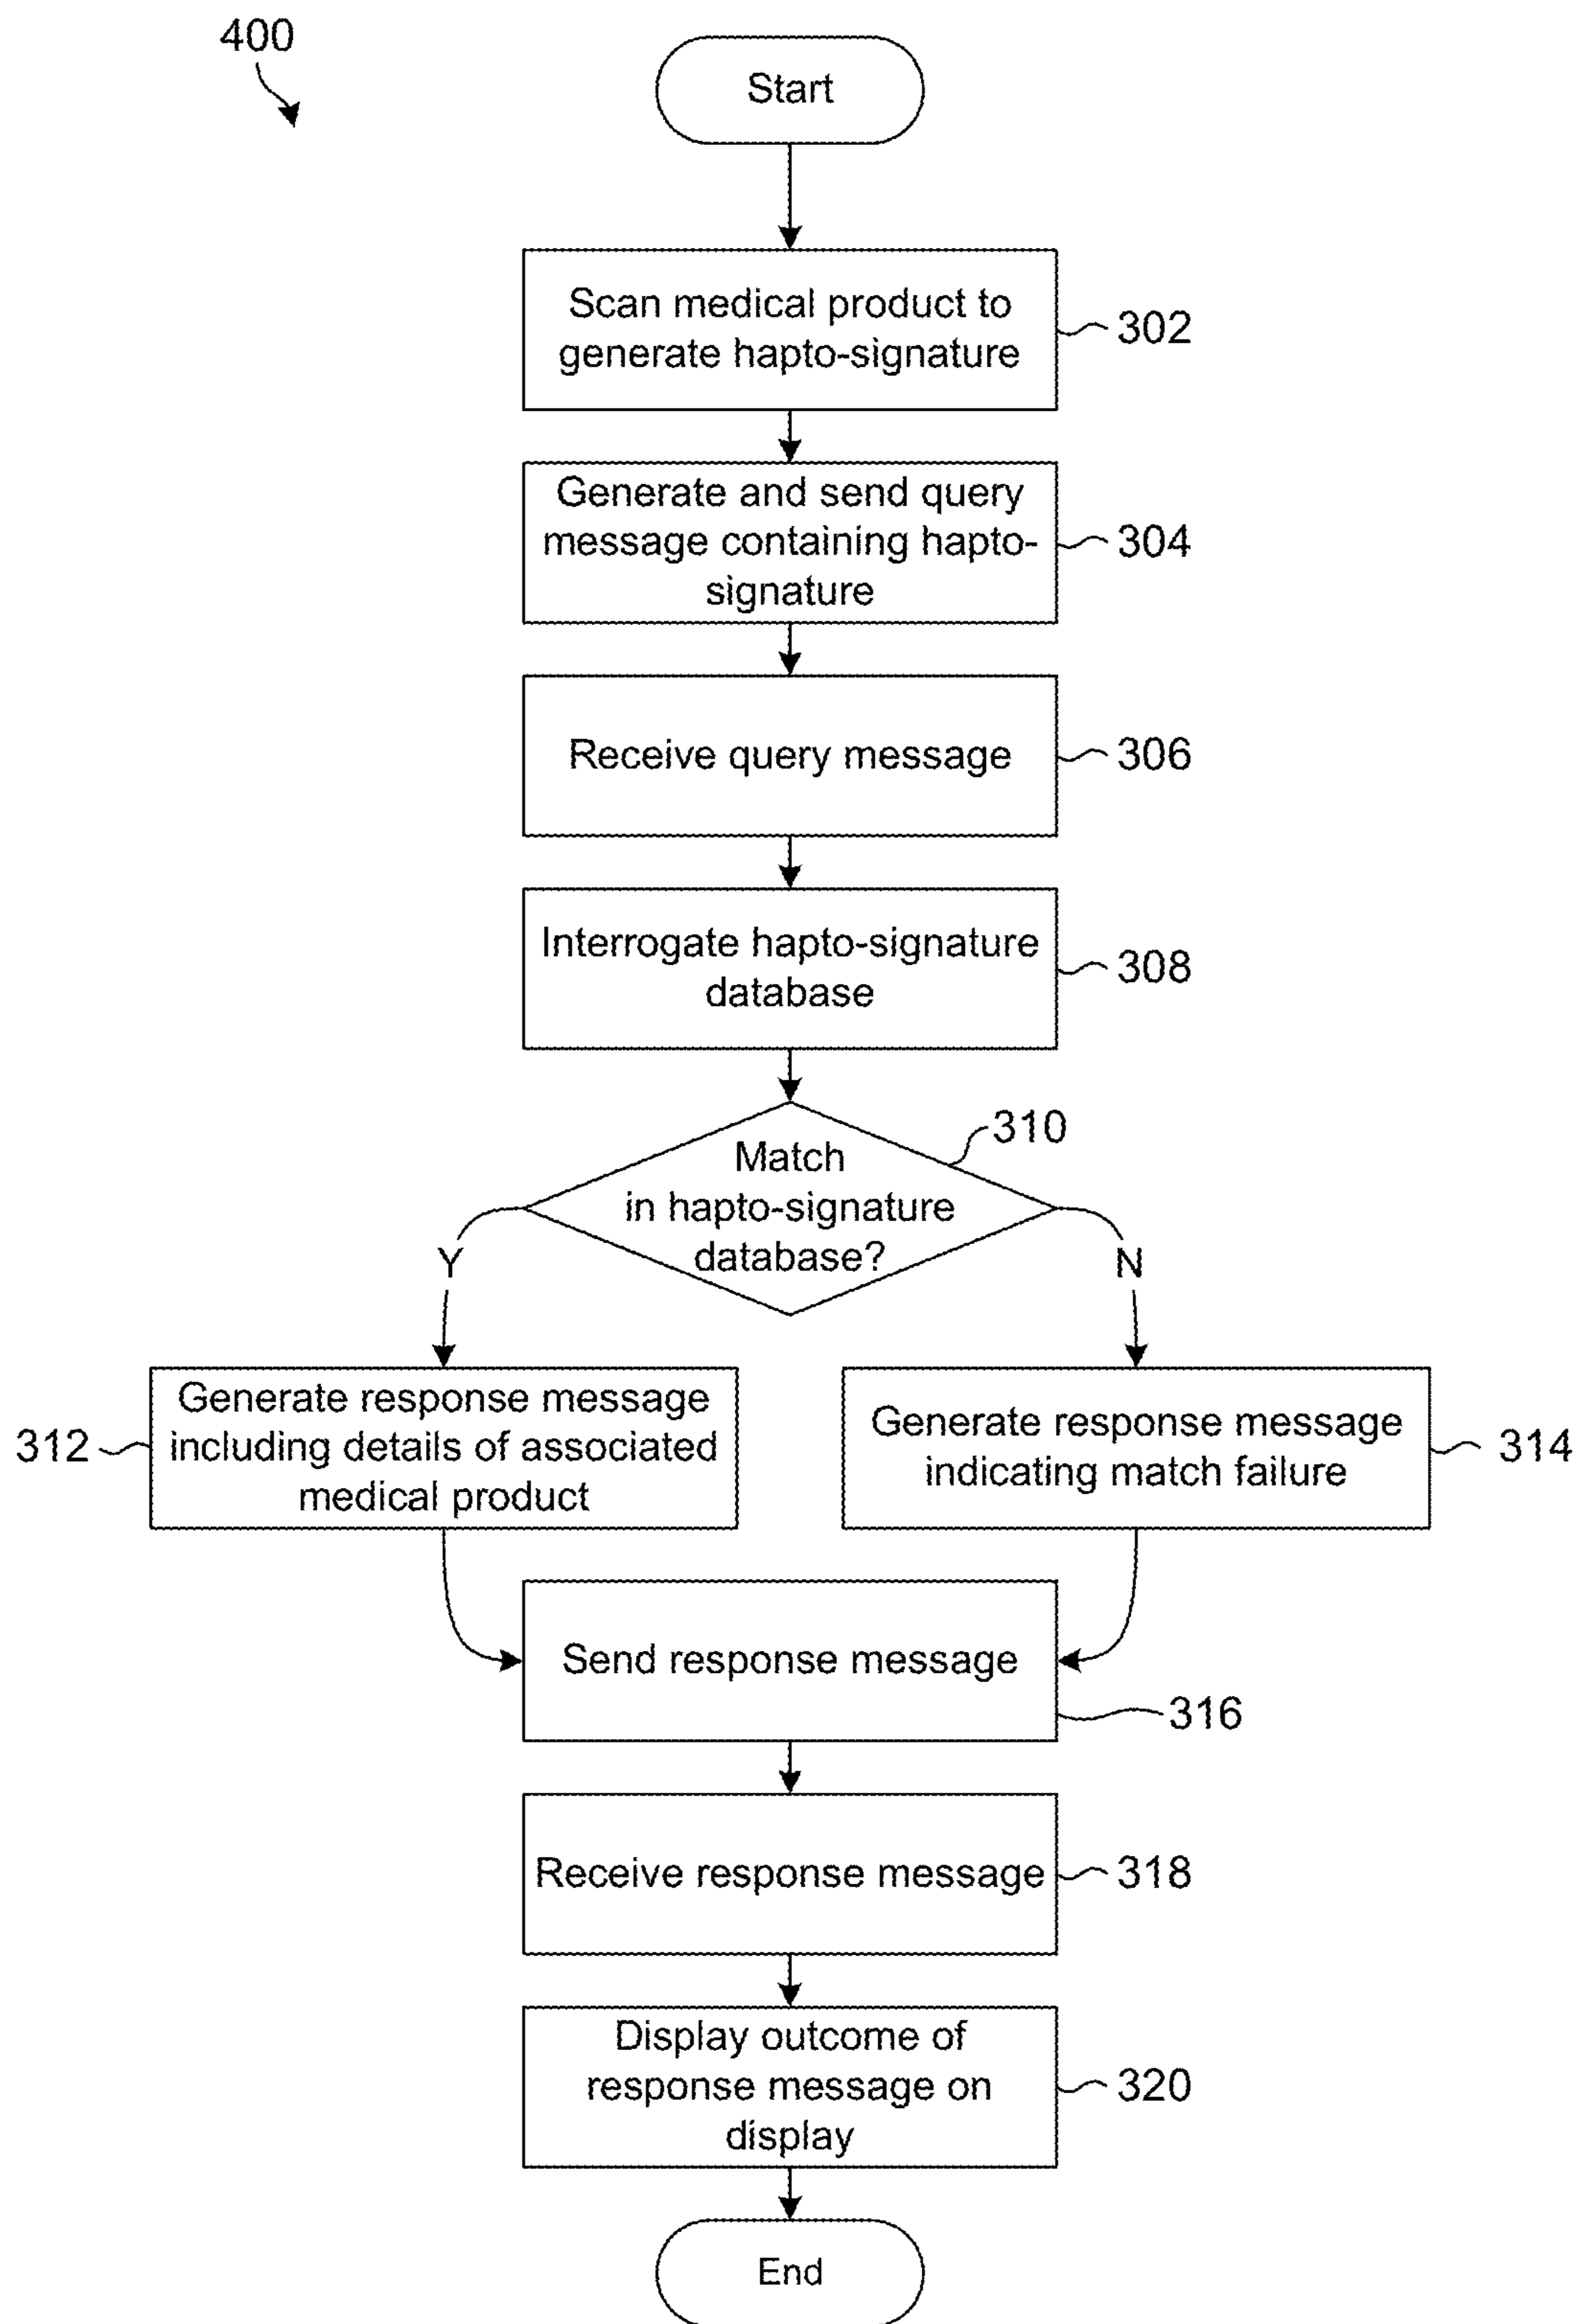 400
Start
Scan medical product to
generate hapto-signature
302
Generate and send query
message containing hapto-
signature
304
Receive query message
306
Interrogate hapto-signature
database
308
310
Match
in hapto-signature
database?
Y
N
312
Generate response message
including details of associated
medical product
Generate response message
indicating match failure
314
Send response message
316
Receive response message
318
Display outcome of
response message on
display
320
End